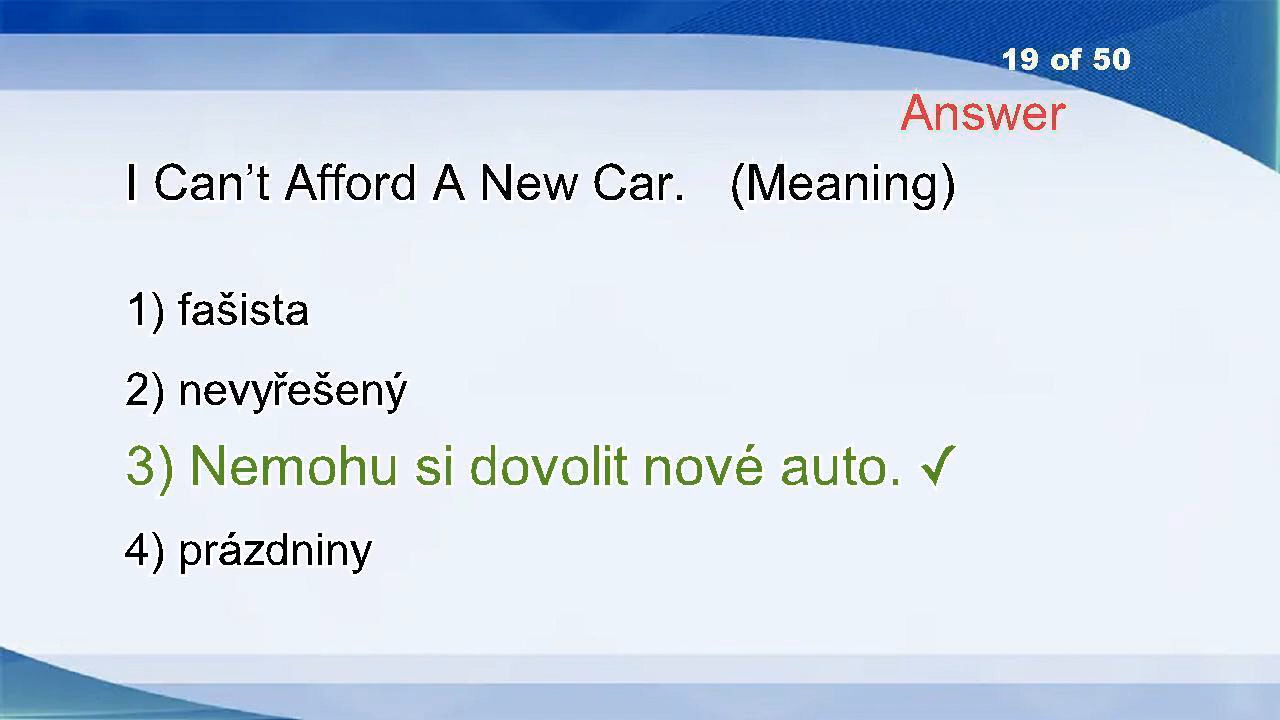 19 of 50
Answer
I Can’t Afford A New Car. (Meaning)
1) fašista
2) nevyřešený
3) Nemohu si dovolit nové auto. ✓
4) prázdniny